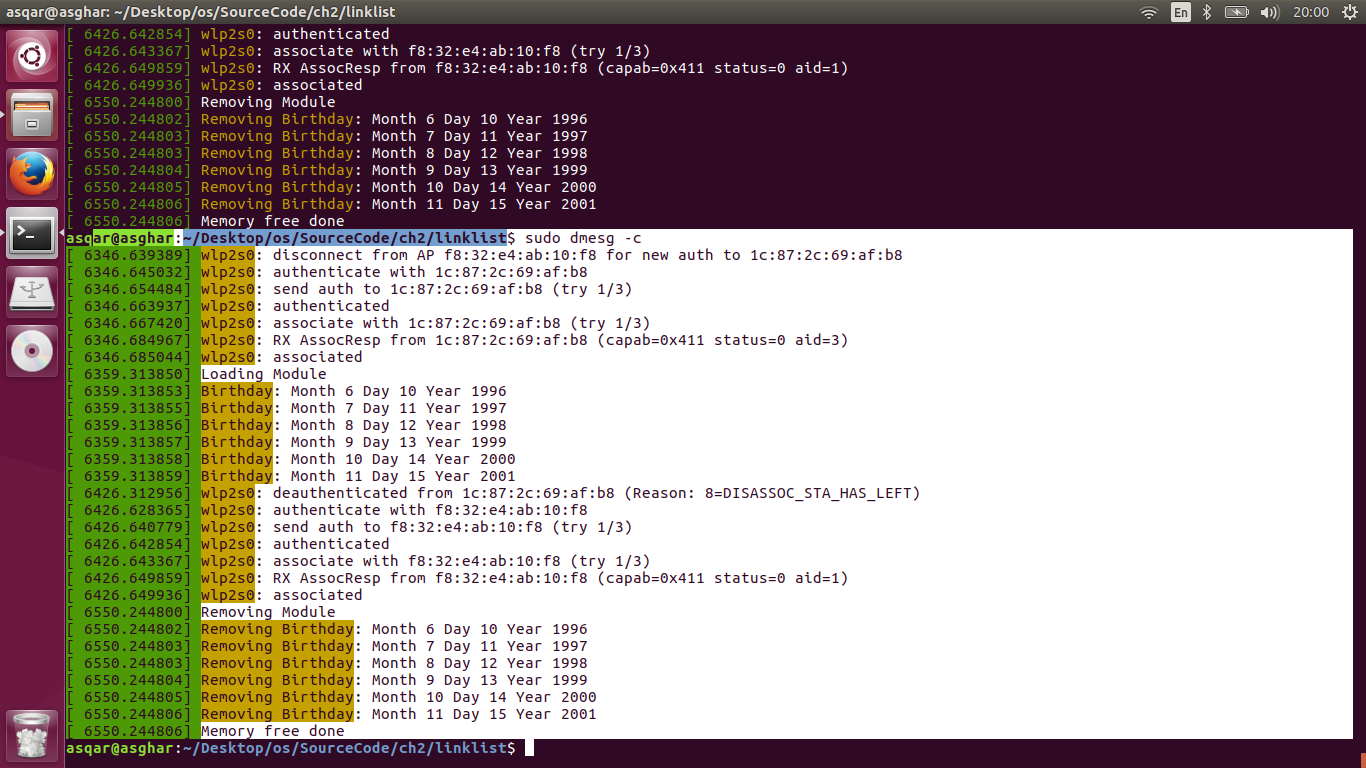 asqar@asghar: ~/Desktop/os/SourceCode/ch2/linklist En 20:00
[ 6426.642854] wlp2s0: authenticated
[ 6426.643367] wlp2s0: associate with f8:32:e4:ab:10:f8 (try 1/3)
[ 6426.649859] wlp2s0: RX AssocResp from f8:32:e4:ab:10:f8 (capab=0x411 status=0 aid=1)
[ 6426.649936] wlp2s0: associated
[ 6550.244800] Removing Module
[ 6550.244802] Removing Birthday: Month 6 Day 10 Year 1996
[ 6550.244803] Removing Birthday: Month 7 Day 11 Year 1997
[ 6550.244803] Removing Birthday: Month 8 Day 12 Year 1998
[ 6550.244804] Removing Birthday: Month 9 Day 13 Year 1999
[ 6550.244805] Removing Birthday: Month 10 Day 14 Year 2000
[ 6550.244806] Removing Birthday: Month 11 Day 15 Year 2001
[ 6550.244806] Memory free done
asqar@asghar:~/Desktop/os/SourceCode/ch2/linklist$ sudo dmesg -c
[ 6346.639389] wlp2s0: disconnect from AP f8:32:e4:ab:10:f8 for new auth to 1c:87:2c:69:af:b8
[ 6346.645032] wlp2s0: authenticate with 1c:87:2c:69:af:b8
[ 6346.654484] wlp2s0: send auth to 1c:87:2c:69:af:b8 (try 1/3)
[ 6346.663937] wlp2s0: authenticated
[ 6346.667420] wlp2s0: associate with 1c:87:2c:69:af:b8 (try 1/3)
[ 6346.684967] wlp2s0: RX AssocResp from 1c:87:2c:69:af:b8 (capab=0x411 status=0 aid=3)
[ 6346.685044] wlp2s0: associated
[ 6359.313850] Loading Module
[ 6359.313853] Birthday: Month 6 Day 10 Year 1996
[ 6359.313855] Birthday: Month 7 Day 11 Year 1997
[ 6359.313856] Birthday: Month 8 Day 12 Year 1998
[ 6359.313857] Birthday: Month 9 Day 13 Year 1999
[ 6359.313858] Birthday: Month 10 Day 14 Year 2000
[ 6359.313859] Birthday: Month 11 Day 15 Year 2001
[ 6426.312956] wlp2s0: deauthenticated from 1c:87:2c:69:af:b8 (Reason: 8=DISASSOC_STA_HAS_LEFT)
[ 6426.628365] wlp2s0: authenticate with f8:32:e4:ab:10:f8
[ 6426.640779] wlp2s0: send auth to f8:32:e4:ab:10:f8 (try 1/3)
[ 6426.642854] wlp2s0: authenticated
[ 6426.643367] wlp2s0: associate with f8:32:e4:ab:10:f8 (try 1/3)
[ 6426.649859] wlp2s0: RX AssocResp from f8:32:e4:ab:10:f8 (capab=0x411 status=0 aid=1)
[ 6426.649936] wlp2s0: associated
[ 6550.244800] Removing Module
[ 6550.244802] Removing Birthday: Month 6 Day 10 Year 1996
[ 6550.244803] Removing Birthday: Month 7 Day 11 Year 1997
[ 6550.244803] Removing Birthday: Month 8 Day 12 Year 1998
[ 6550.244804] Removing Birthday: Month 9 Day 13 Year 1999
[ 6550.244805] Removing Birthday: Month 10 Day 14 Year 2000
[ 6550.244806] Removing Birthday: Month 11 Day 15 Year 2001
[ 6550.244806] Memory free done
asqar@asghar:~/Desktop/os/SourceCode/ch2/linklist$